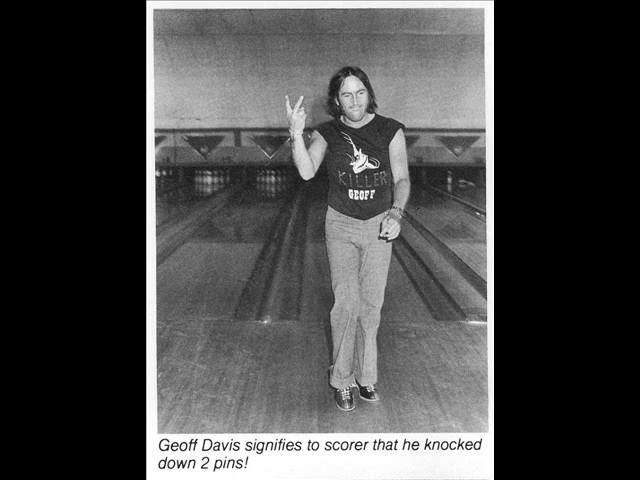 KILLER
GEOFF
Geoff Davis signifies to scorer that he knocked
down 2 pins!